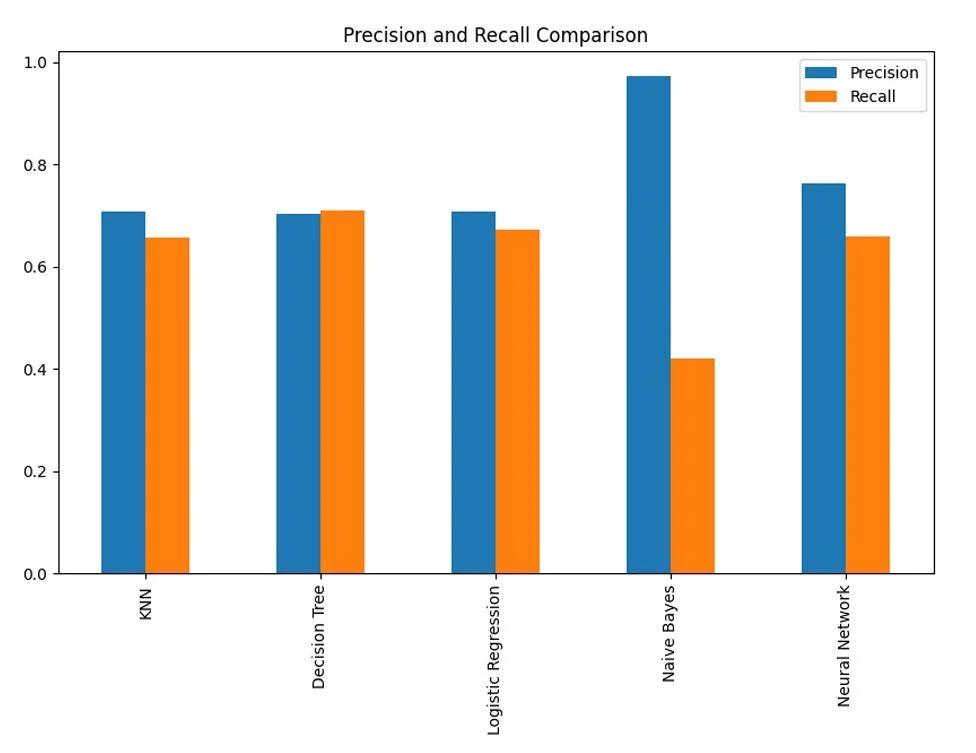 Precision and Recall Comparison
1.0
0.8
0.6
0.4
0.2
0.0
Precision
Recall
KNN
Decision Tree
Logistic Regression
Naive Bayes
Neural Network